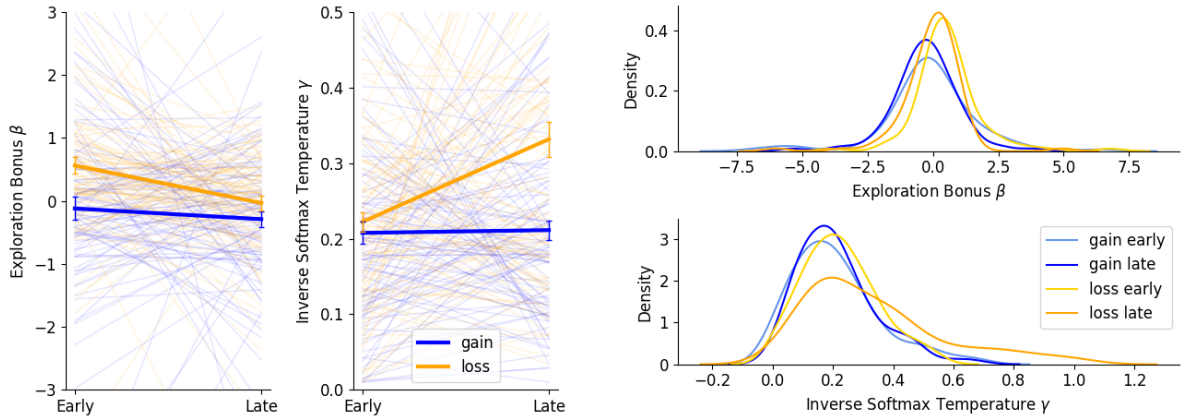 3
2
1
0
−1
−2
−3
Exploration Bonus β
Early
Late
0.5
0.4
0.3
0.2
0.1
0.0
Inverse Softmax Temperature γ
Early
Late
gain
loss
0.4
0.2
0.0
Density
−7.5
−5.0
−2.5
0.0
2.5
5.0
7.5
Exploration Bonus β
3
2
1
0
Density
−0.2
0.0
0.2
0.4
0.6
0.8
1.0
1.2
Inverse Softmax Temperature γ
gain early
gain late
loss early
loss late